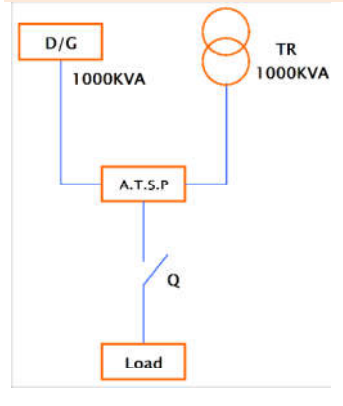 D/G
1000KVA
TR
1000KVA
A.T.S.P
Q
Load